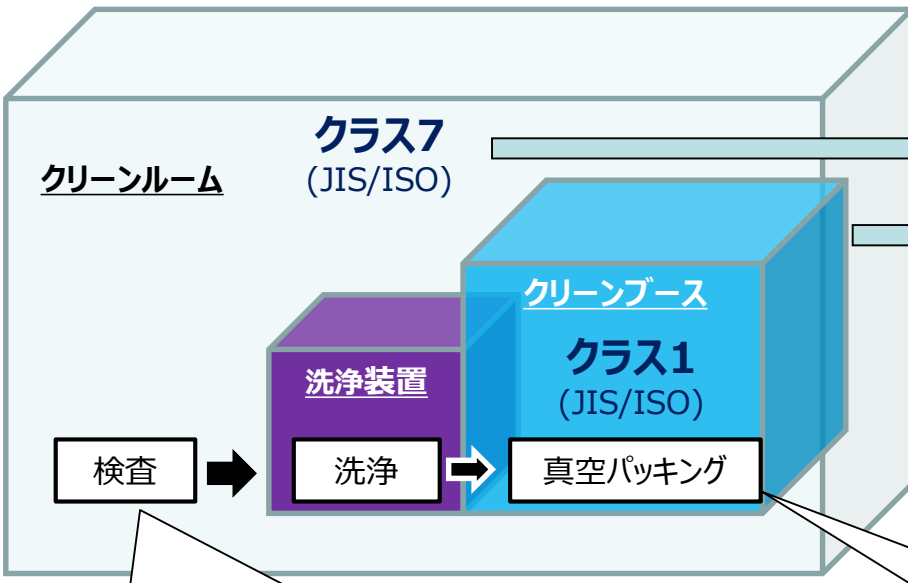 クラス7
(JIS/ISO)
クリーンルーム
クリーンブース
クラス1
(JIS/ISO)
洗浄装置
検査
洗浄
真空パッキング